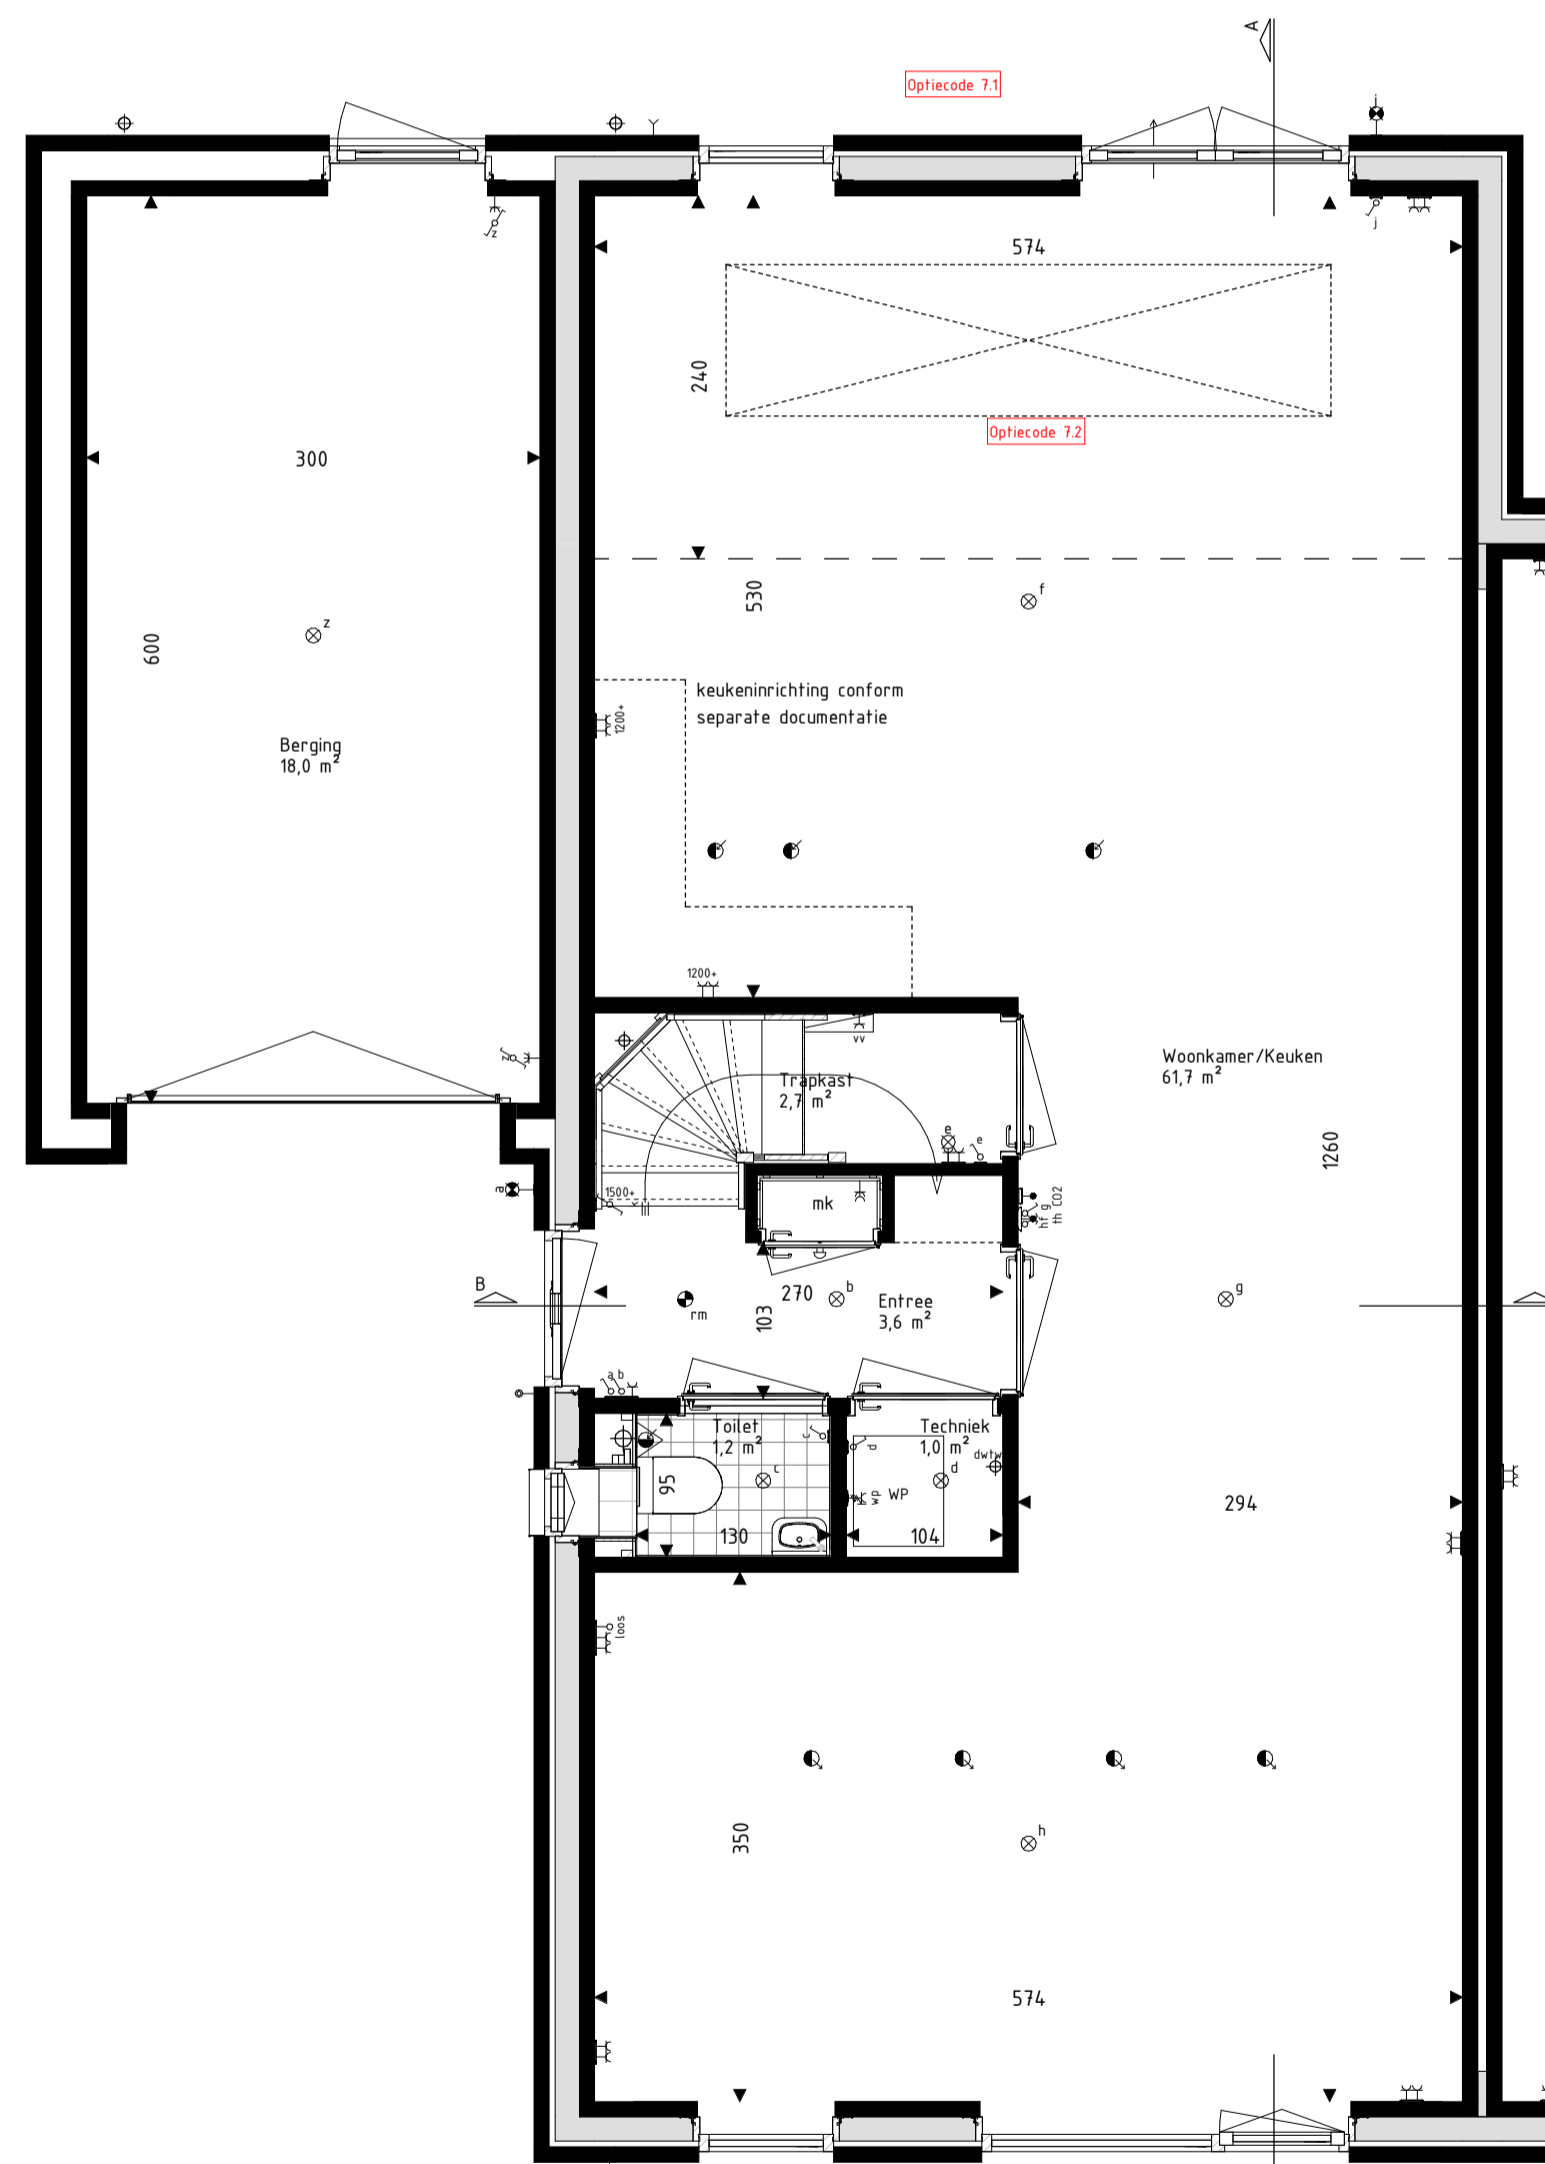 A
Optiecode 7.1
j
z
j
574
240
Optiecode 7.2
300
f
530
z
600
keukeninrichting conform
separate documentatie
1200+
Berging
18,0 m²
1200+
vv
z
Woonkamer/Keuken
61,7 m²
Trapkast
2,7 m²
e
e
1260
a
1500+
mk
hf g
th CO2
B
270
b
Entree
3,6 m²
g
rm
103
a b
Toilet
1,2 m²
Techniek
1,0 m²
c
d
dwtw
c
d
95
wp
WP
294
130
104
loos
350
h
574